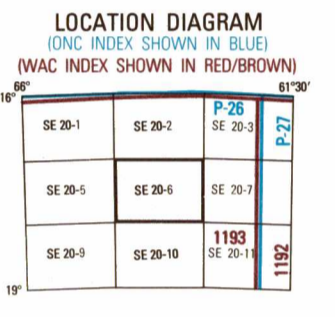 LOCATION DIAGRAM
(ONC INDEX SHOWN IN BLUE)
(WAC INDEX SHOWN IN RED/BROWN)
66° 61°30'
16°
P-26
SE 20-1 SE 20-2 SE 20-3 P-27
SE 20-5 SE 20-6 SE 20-7
1193
SE 20-9 SE 20-10 SE 20-11 1192
19°